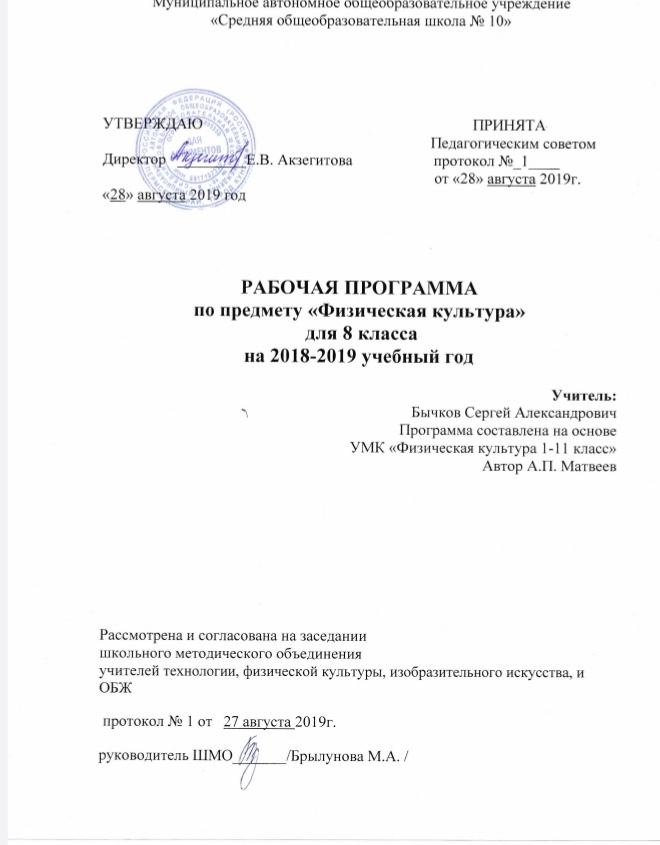 Муниципальное автономное общеобразовательное учреждение
«Средняя общеобразовательная школа № 10»
УТВЕРЖДАЮ
Директор ________Е.В. Акзегитова
«28» августа 2019 год
ПРИНЯТА
Педагогическим советом
протокол №_1____
от «28» августа 2019г.
РАБОЧАЯ ПРОГРАММА
по предмету «Физическая культура»
для 8 класса
на 2018-2019 учебный год
Учитель:
Бычков Сергей Александрович
Программа составлена на основе
УМК «Физическая культура 1-11 класс»
Автор А.П. Матвеев
Рассмотрена и согласована на заседании
школьного методического объединения
учителей технологии, физической культуры, изобразительного искусства, и
ОБЖ
протокол № 1 от 27 августа 2019г.
руководитель ШМО_______/Брылунова М.А. /